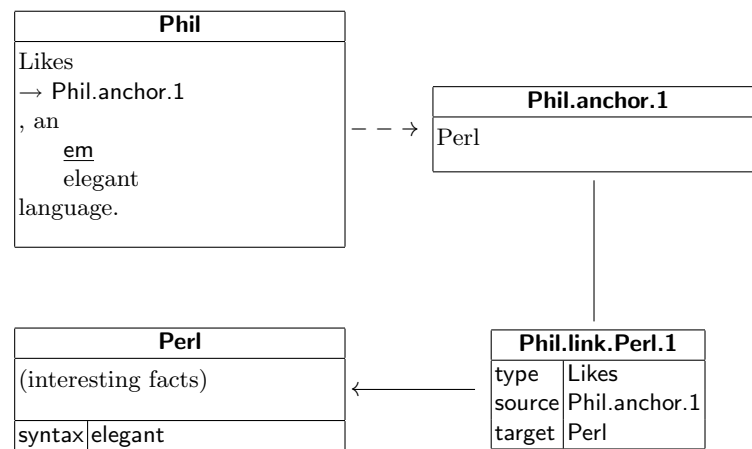 Phil
Likes
→ Phil.anchor.1
, an
em
elegant
language.
Phil.anchor.1
Perl
Perl
(interesting facts)
syntax elegant
Phil.link.Perl.1
type Likes
source Phil.anchor.1
target Perl